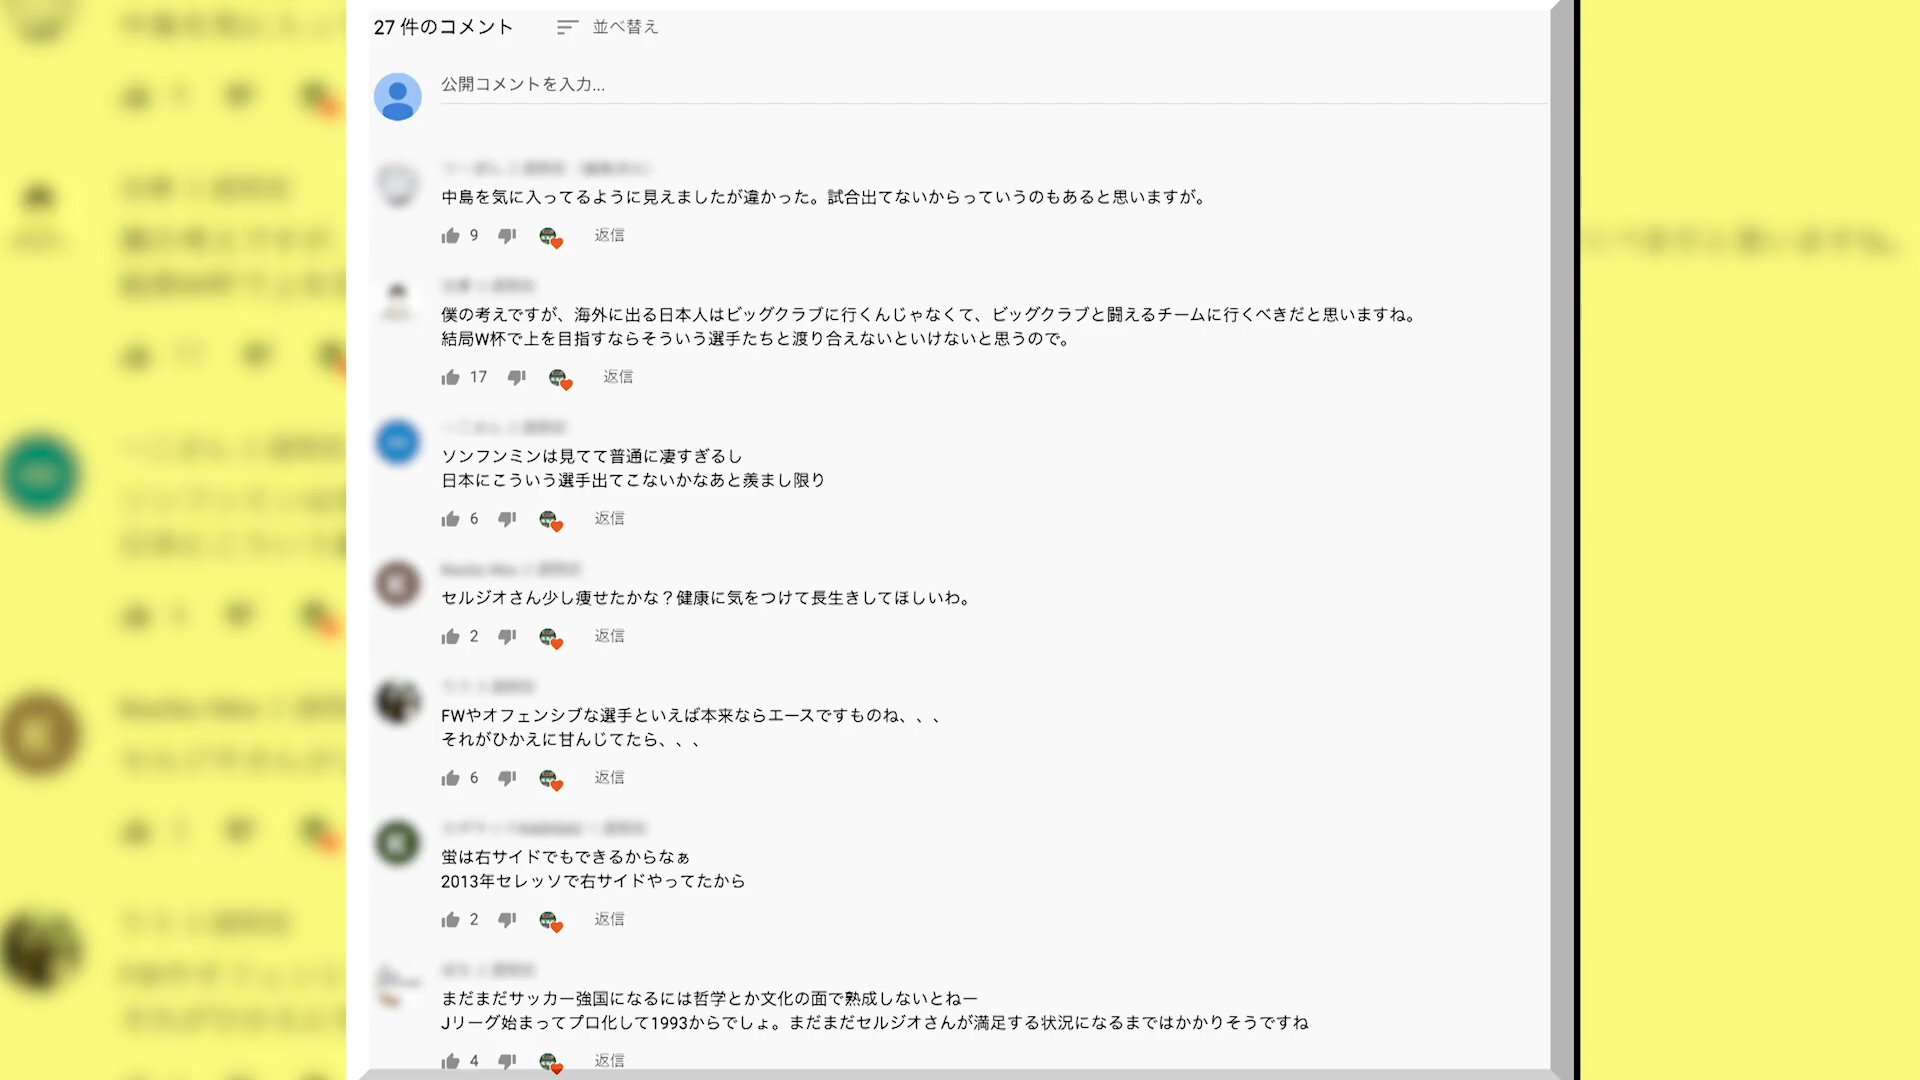 27 件のコメント
並べ替え
公開コメントを入力...
中島を気に入ってるように見えましたが違かった。試合出てないからっていうのもあると思いますが。
9
返信
僕の考えですが、海外に出る日本人はビッグクラブに行くんじゃなくて、ビッグクラブと闘えるチームに行くべきだと思いますね。
結局W杯で上を目指すならそういう選手たちと渡り合えないといけないと思うので。
17
返信
ソンフンミンは見てて普通に凄すぎるし
日本にこういう選手出てこないかなあと羨まし限り
6
返信
セルジオさん少し痩せたかな？健康に気をつけて長生きしてほしいわ。
2
返信
FWやオフェンシブな選手といえば本来ならエースですものね、、、
それがひかえに甘んじてたら、、、
6
返信
蛍は右サイドでもできるからなぁ
2013年セレッソで右サイドやってたから
2
返信
まだまだサッカー強国になるには哲学とか文化の面で熟成しないとねー
Jリーグ始まってプロ化して1993からでしょ。まだまだセルジオさんが満足する状況になるまではかかりそうですね
4
返信